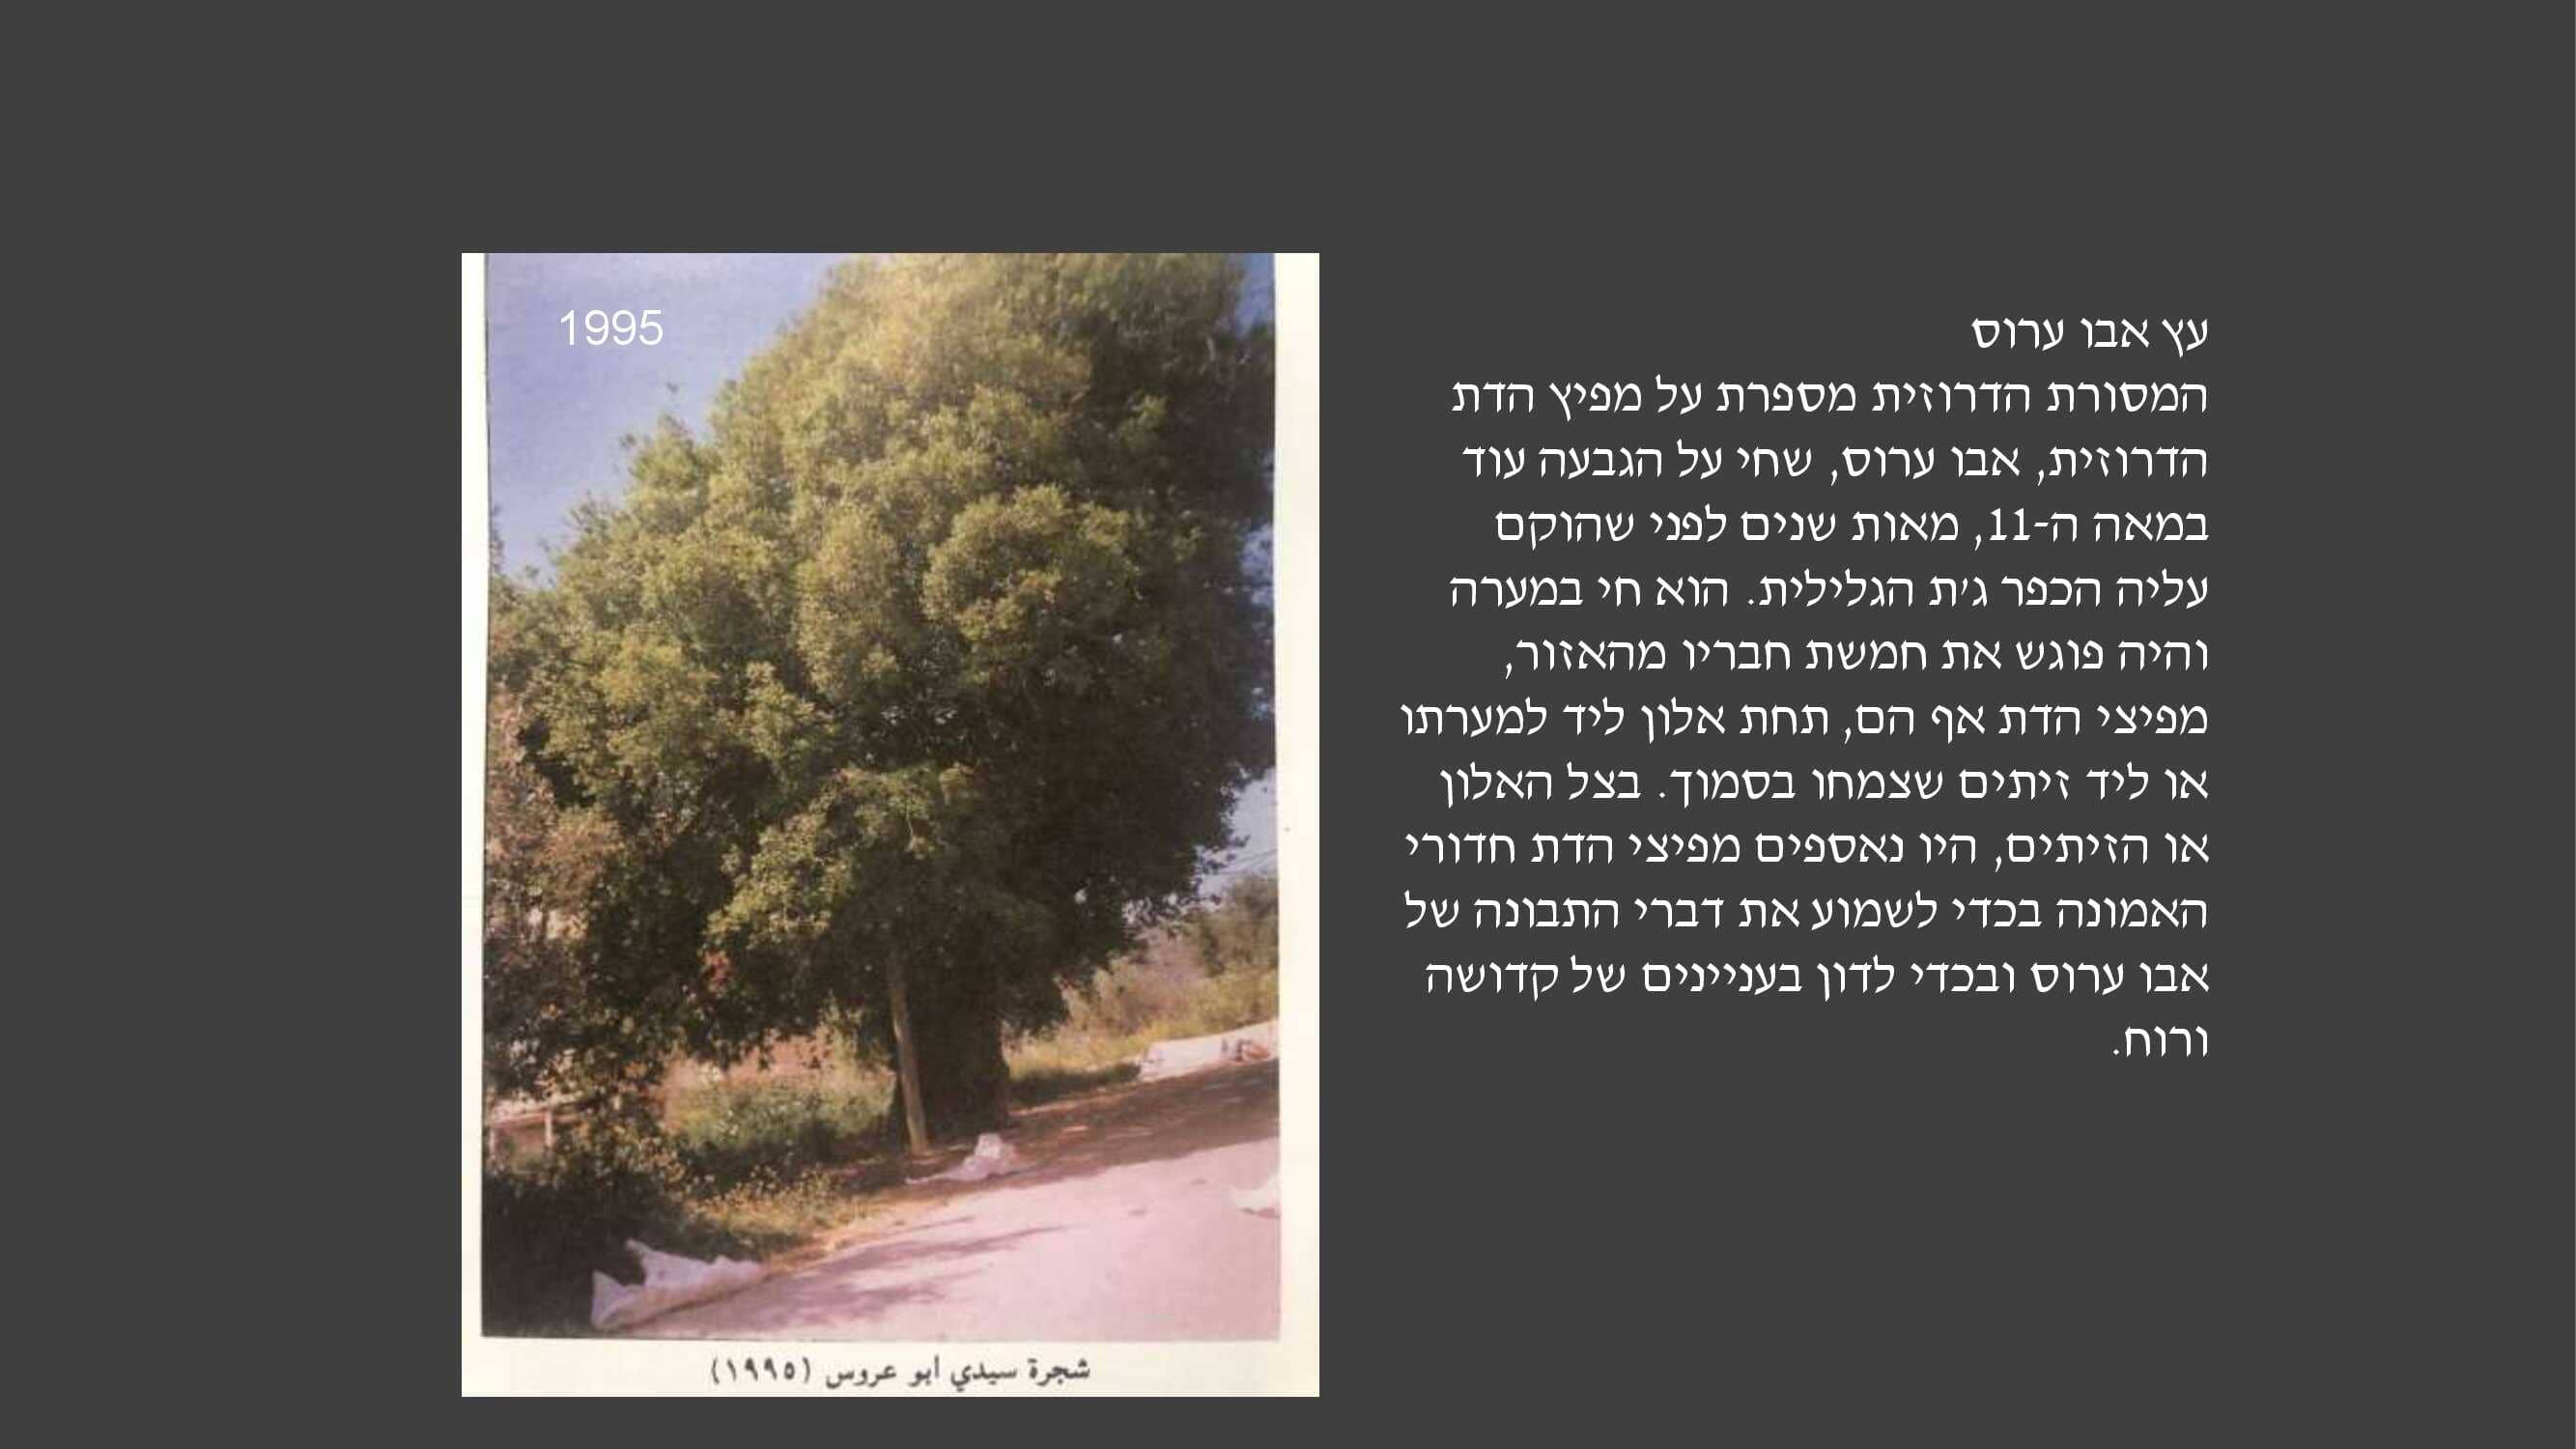 עץ אבו ערוס
המסורת הדרוזית מספרת על מפיץ הדת
הדרוזית, אבו ערוס, שחי על הגבעה עוד
במאה ה-11, מאות שנים לפני שהוקם
עליה הכפר ג׳ת הגלילית. הוא חי במערה
והיה פוגש את חמשת חבריו מהאזור,
מפיצי הדת אף הם, תחת אלון ליד למערתו
או ליד זיתים שצמחו בסמוך. בצל האלון
או הזיתים, היו נאספים מפיצי הדת חדורי
האמונה בכדי לשמוע את דברי התבונה של
אבו ערוס ובכדי לדון בעניינים של קדושה
ורוח.
1995
شجرة سيدي ابو عروس (١٩٩٥)